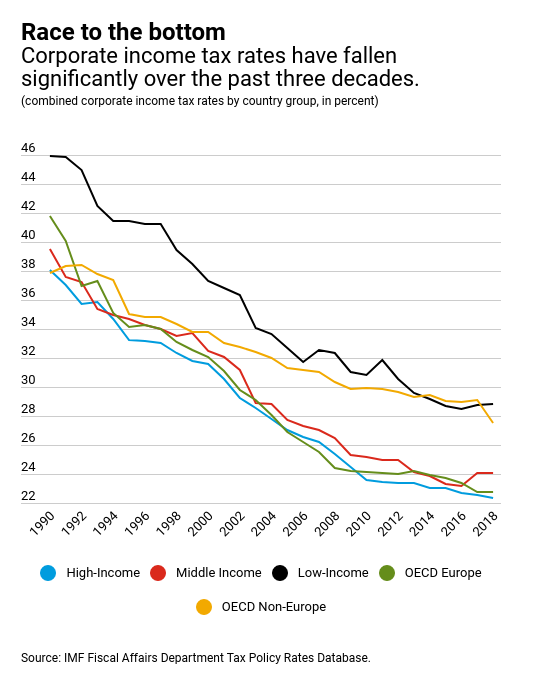 Race to the bottom
Corporate income tax rates have fallen
significantly over the past three decades.
(combined corporate income tax rates by country group, in percent)
46
44
42
40
38
36
34
32
30
28
26
24
22
1990 1992 1994 1996 1998 2000 2002 2004 2006 2008 2010 2012 2014 2016 2018
High-Income Middle Income Low-Income OECD Europe
OECD Non-Europe
Source: IMF Fiscal Affairs Department Tax Policy Rates Database.